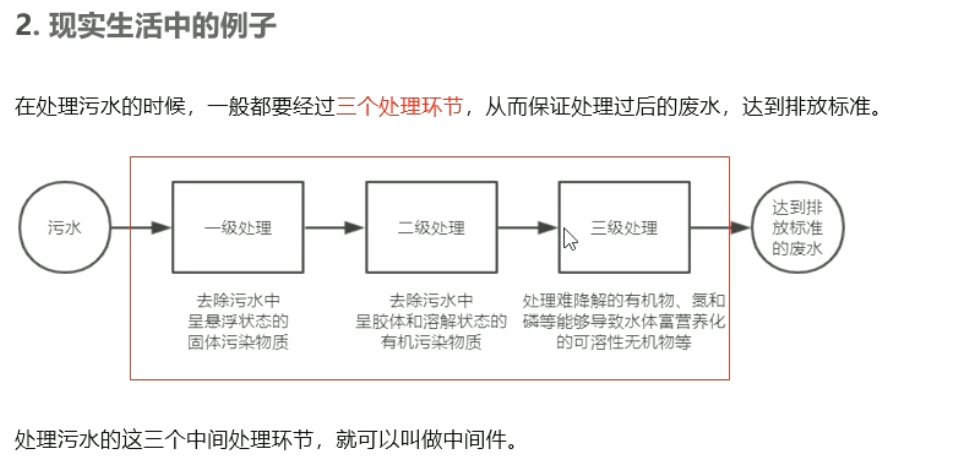 2. 现实生活中的例子
在处理污水的时候，一般都要经过三个处理环节，从而保证处理过后的废水，达到排放标准。
污水
一级处理
二级处理
三级处理
达到排
放标准
的废水
去除污水中
呈悬浮状态的
固体污染物质
去除污水中
呈胶体和溶解状态的
有机污染物质
处理难降解的有机物、氮和
磷等能够导致水体富营养化
的可溶性无机物等
处理污水的这三个中间处理环节，就可以叫做中间件。